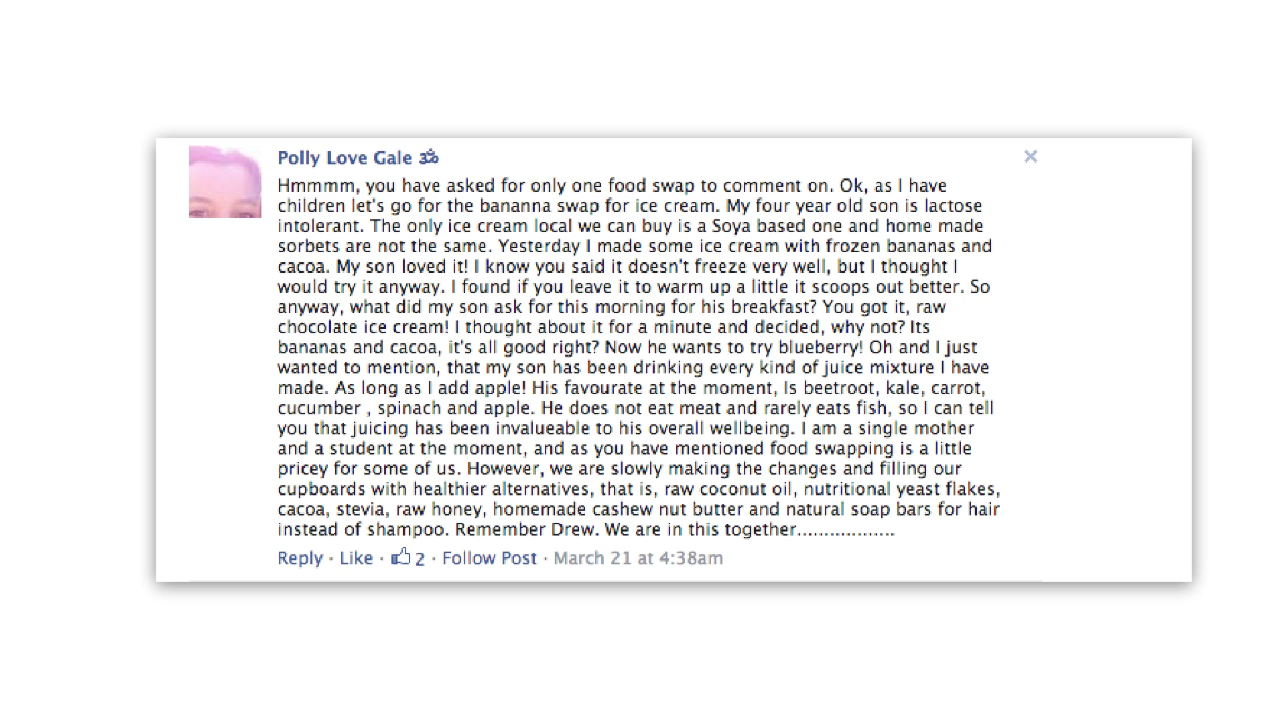 Polly Love Gale ॐ
Hmmmm, you have asked for only one food swap to comment on. Ok, as I have
children let's go for the bananna swap for ice cream. My four year old son is lactose
intolerant. The only ice cream local we can buy is a Soya based one and home made
sorbets are not the same. Yesterday I made some ice cream with frozen bananas and
cacoa. My son loved it! I know you said it doesn't freeze very well, but I thought I
would try it anyway. I found if you leave it to warm up a little it scoops out better. So
anyway, what did my son ask for this morning for his breakfast? You got it, raw
chocolate ice cream! I thought about it for a minute and decided, why not? Its
bananas and cacoa, it's all good right? Now he wants to try blueberry! Oh and I just
wanted to mention, that my son has been drinking every kind of juice mixture I have
made. As long as I add apple! His favourate at the moment, Is beetroot, kale, carrot,
cucumber , spinach and apple. He does not eat meat and rarely eats fish, so I can tell
you that juicing has been invalueable to his overall wellbeing. I am a single mother
and a student at the moment, and as you have mentioned food swapping is a little
pricey for some of us. However, we are slowly making the changes and filling our
cupboards with healthier alternatives, that is, raw coconut oil, nutritional yeast flakes,
cacoa, stevia, raw honey, homemade cashew nut butter and natural soap bars for hair
instead of shampoo. Remember Drew. We are in this together..................
Reply · Like · 2 · Follow Post · March 21 at 4:38am